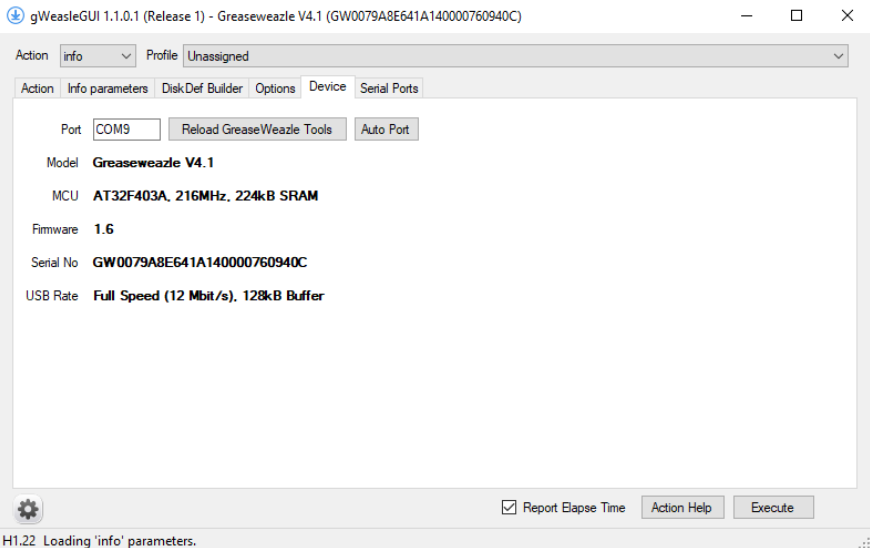 gWeasleGUI 1.1.0.1 (Release 1) - Greaseweazle V4.1 (GW0079A8E641A140000760940C)
Action info Profile Unassigned
Action Info parameters DiskDef Builder Options Device Serial Ports
Port COM9 Reload GreaseWeazle Tools Auto Port
Model Greaseweazle V4.1
MCU AT32F403A, 216MHz, 224kB SRAM
Firmware 1.6
Serial No GW0079A8E641A140000760940C
USB Rate Full Speed (12 Mbit/s), 128kB Buffer
Report Elapse Time Action Help Execute
H1.22 Loading 'info' parameters.